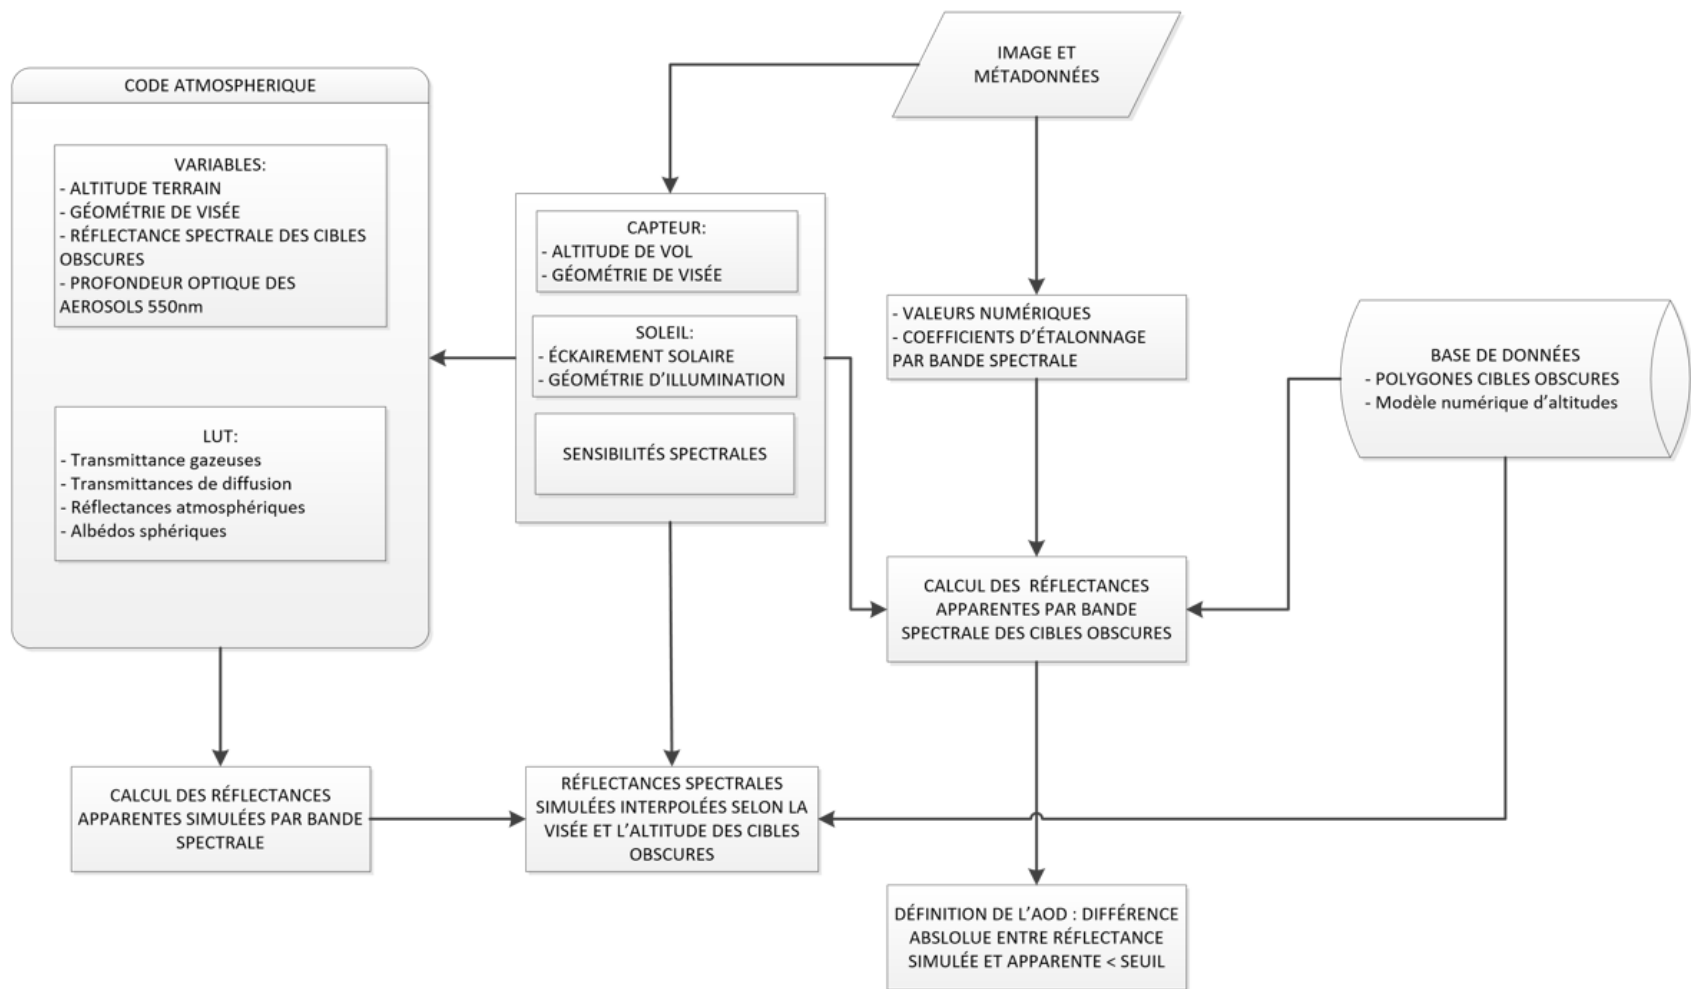 IMAGE ET
MÉTADONNÉES
CODE ATMOSPHERIQUE
VARIABLES:
- ALTITUDE TERRAIN
- GÉOMÉTRIE DE VISÉE
- RÉFLECTANCE SPECTRALE DES CIBLES
OBSCURES
- PROFONDEUR OPTIQUE DES
AEROSOLS 550nm
LUT:
- Transmittance gazeuses
- Transmittances de diffusion
- Réflectances atmosphériques
- Albédos sphériques
CAPTEUR:
- ALTITUDE DE VOL
- GÉOMÉTRIE DE VISÉE
SOLEIL:
- ÉCKAIREMENT SOLAIRE
- GÉOMÉTRIE D’ILLUMINATION
SENSIBILITÉS SPECTRALES
- VALEURS NUMÉRIQUES
- COEFFICIENTS D’ÉTALONNAGE
PAR BANDE SPECTRALE
BASE DE DONNÉES
- POLYGONES CIBLES OBSCURES
- Modèle numérique d’altitudes
CALCUL DES RÉFLECTANCES
APPARENTES PAR BANDE
SPECTRALE DES CIBLES OBSCURES
CALCUL DES RÉFLECTANCES
APPARENTES SIMULÉES PAR BANDE
SPECTRALE
RÉFLECTANCES SPECTRALES
SIMULÉES INTERPOLÉES SELON LA
VISÉE ET L’ALTITUDE DES CIBLES
OBSCURES
DÉFINITION DE L’AOD : DIFFÉRENCE
ABSLOLUE ENTRE RÉFLECTANCE
SIMULÉE ET APPARENTE < SEUIL